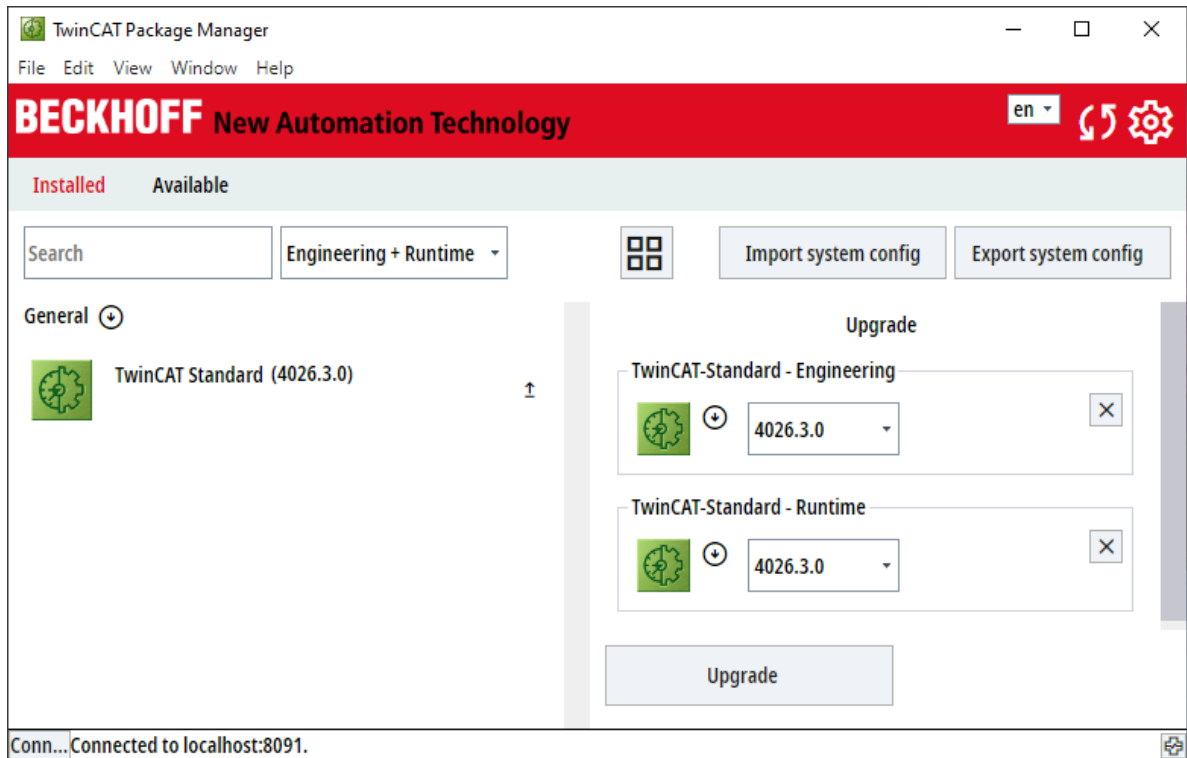 TwinCAT Package Manager
File Edit View Window Help
BECKHOFF New Automation Technology
en
Installed Available
Search
Engineering + Runtime
Import system config
Export system config
General
TwinCAT Standard (4026.3.0)
Upgrade
TwinCAT-Standard - Engineering
4026.3.0
TwinCAT-Standard - Runtime
4026.3.0
Upgrade
Conn... Connected to localhost:8091.